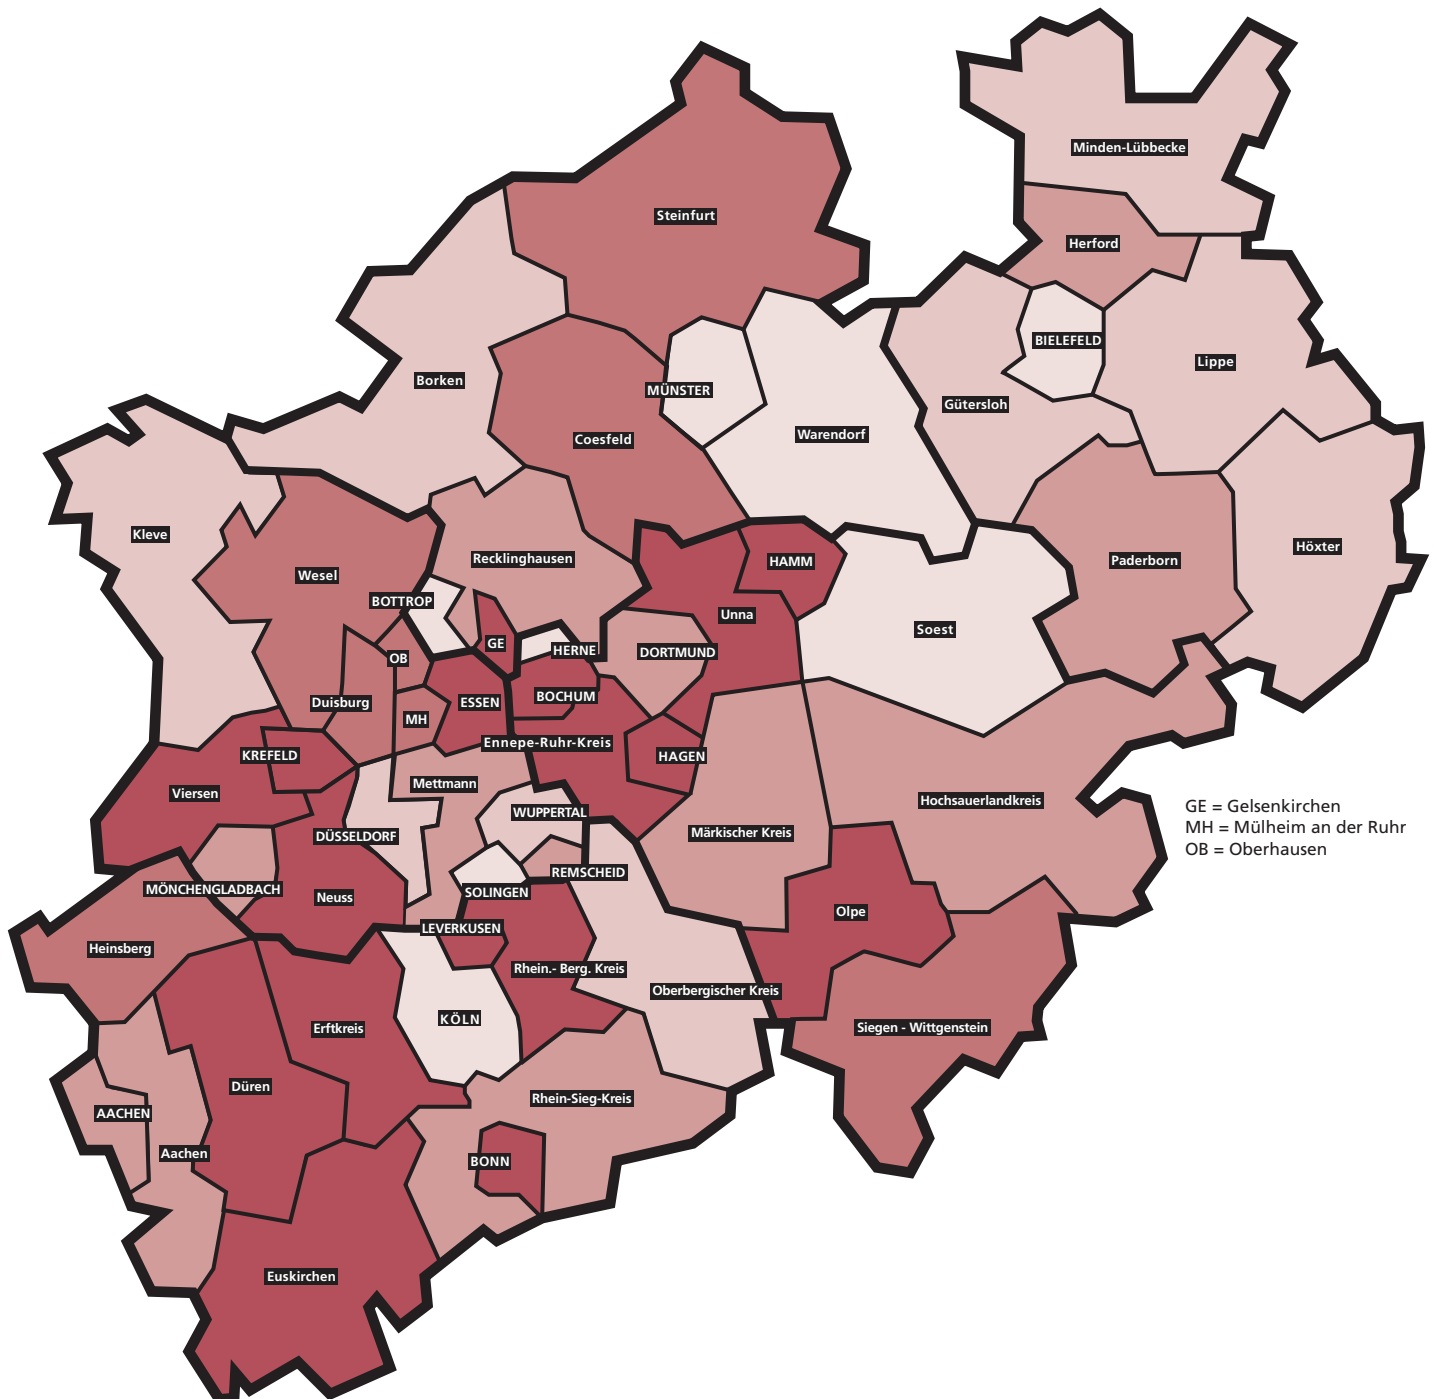 Minden-Lübbecke
Steinfurt
Herford
BIELEFELD
Lippe
Borken
MÜNSTER
Gütersloh
Coesfeld
Warendorf
Kleve
Höxter
Recklinghausen
Paderborn
HAMM
Wesel
BOTTROP
Unna
Soest
GE
HERNE
DORTMUND
OB
BOCHUM
Duisburg
ESSEN
MH
Ennepe-Ruhr-Kreis
KREFELD
HAGEN
Mettmann
Viersen
Hochsauerlandkreis
GE = Gelsenkirchen
MH = Mülheim an der Ruhr
OB = Oberhausen
WUPPERTAL
DÜSSELDORF
Märkischer Kreis
REMSCHEID
MÖNCHENGLADBACH
SOLINGEN
Neuss
Olpe
LEVERKUSEN
Heinsberg
Rhein.- Berg. Kreis
Oberbergischer Kreis
KÖLN
Erftkreis
Siegen - Wittgenstein
Düren
Rhein-Sieg-Kreis
AACHEN
Aachen
BONN
Euskirchen